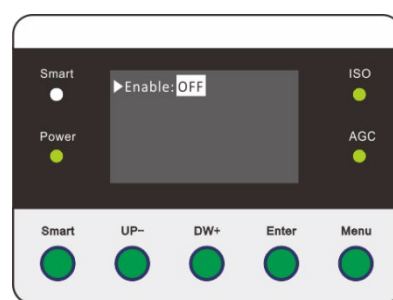 Smart
ISO
▶Enable: OFF
Power
AGC
Smart
UP−
DW+
Enter
Menu